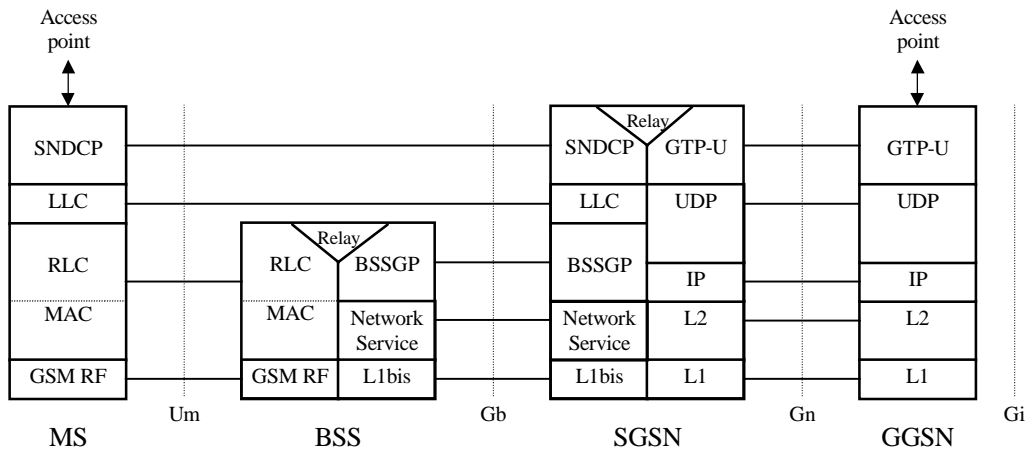 Access
point
Access
point
Relay
SNDCP
SNDCP
GTP-U
GTP-U
LLC
LLC
UDP
UDP
Relay
RLC
RLC
BSSGP
BSSGP
IP
IP
MAC
MAC
Network
Service
Network
Service
L2
L2
GSM RF
GSM RF
L1bis
L1bis
L1
L1
Um
Gb
Gn
Gi
MS
BSS
SGSN
GGSN